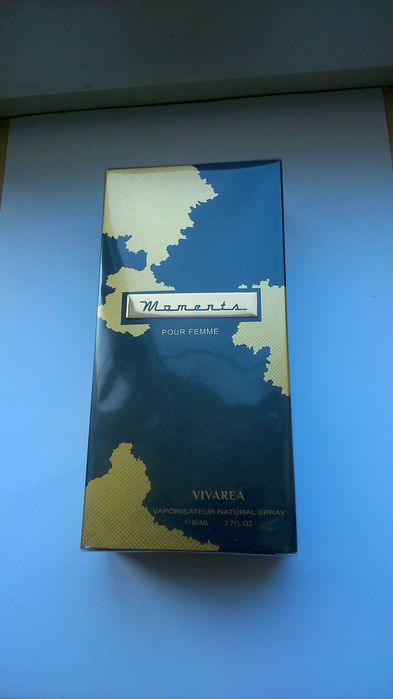 Moments
POUR FEMME
VIVAREA
VAPORISATEUR NATURAL SPRAY
℮80ML 2.7FL.OZ